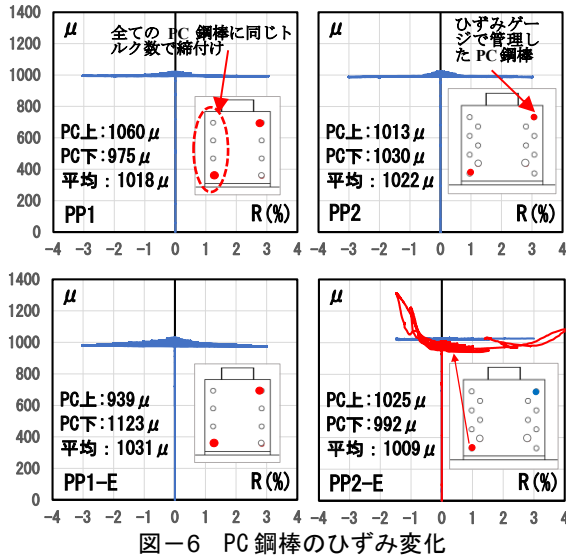 μ
全ての PC 鋼棒に同じト
ルク数で締付け
PC上:1060μ
PC下:975μ
平均：1018μ
PP1
R(%)
1400
1200
1000
800
600
400
200
0
-4 -3 -2 -1 0 1 2 3 4
μ
ひずみゲー
ジで管理し
た PC 鋼棒
PC上:1013μ
PC下:1030μ
平均：1022μ
PP2
R(%)
-4 -3 -2 -1 0 1 2 3 4
μ
PC上:939μ
PC下:1123μ
平均：1031μ
PP1-E
R(%)
1400
1200
1000
800
600
400
200
0
-4 -3 -2 -1 0 1 2 3 4
μ
PC上:1025μ
PC下:992μ
平均：1009μ
PP2-E
R(%)
-4 -3 -2 -1 0 1 2 3 4
図－6 PC 鋼棒のひずみ変化